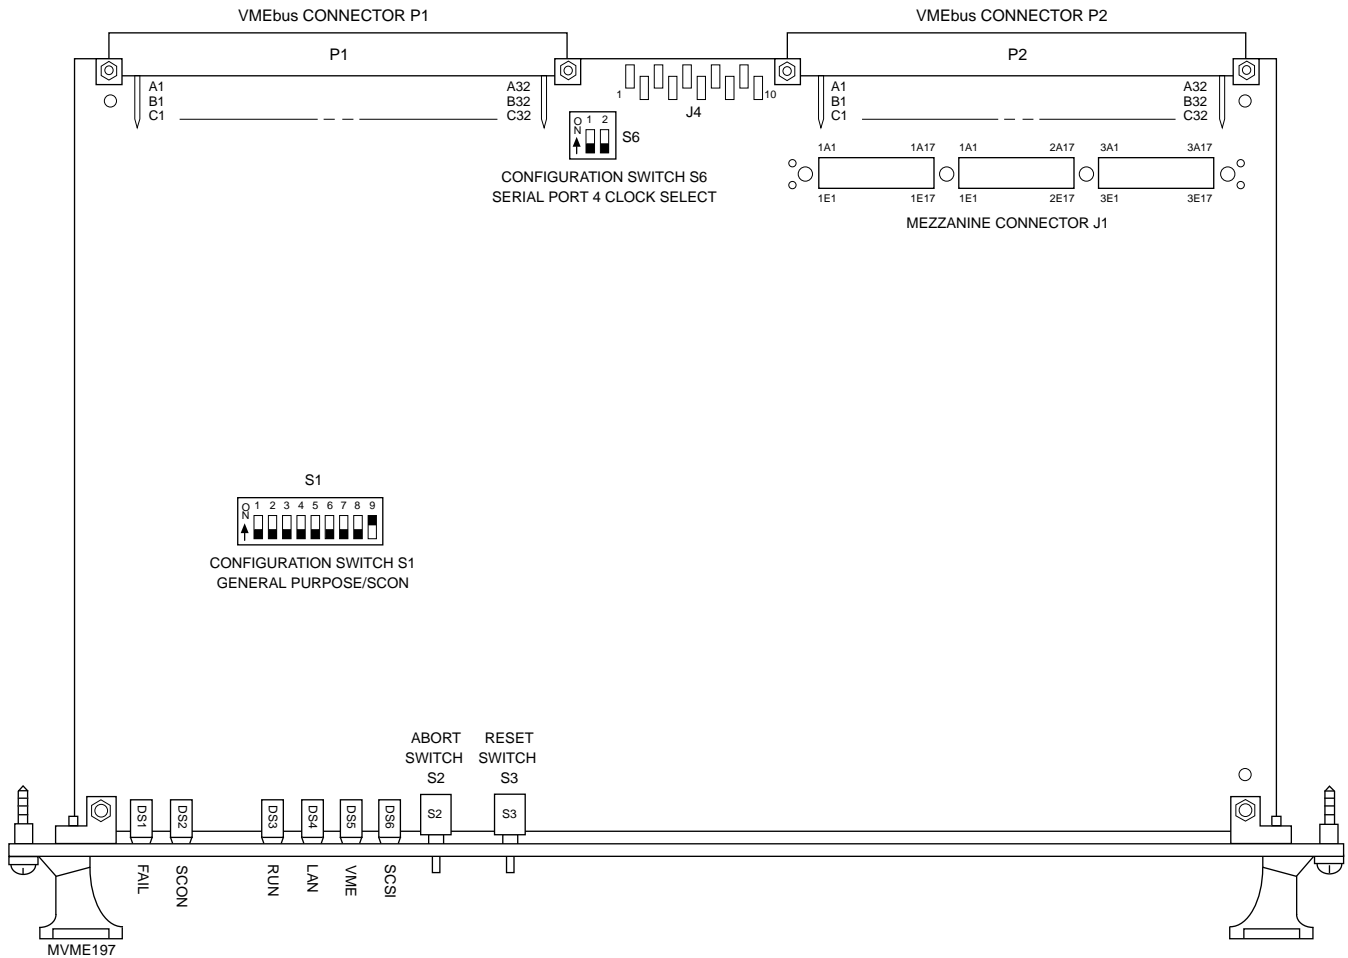 VMEbus CONNECTOR P1
VMEbus CONNECTOR P2
P1
P2
A1
B1
C1
A32
B32
C32
1
10
J4
A1
B1
C1
A32
B32
C32
ON
1 2
S6
CONFIGURATION SWITCH S6
SERIAL PORT 4 CLOCK SELECT
1A1
1A17
1A1
2A17
3A1
3A17
1E1
1E17
1E1
2E17
3E1
3E17
MEZZANINE CONNECTOR J1
S1
ON
1 2 3 4 5 6 7 8 9
CONFIGURATION SWITCH S1
GENERAL PURPOSE/SCON
ABORT
SWITCH
S2
RESET
SWITCH
S3
DS1
DS2
DS3
DS4
DS5
DS6
S2
S3
FAIL
SCON
RUN
LAN
VME
SCSI
MVME197